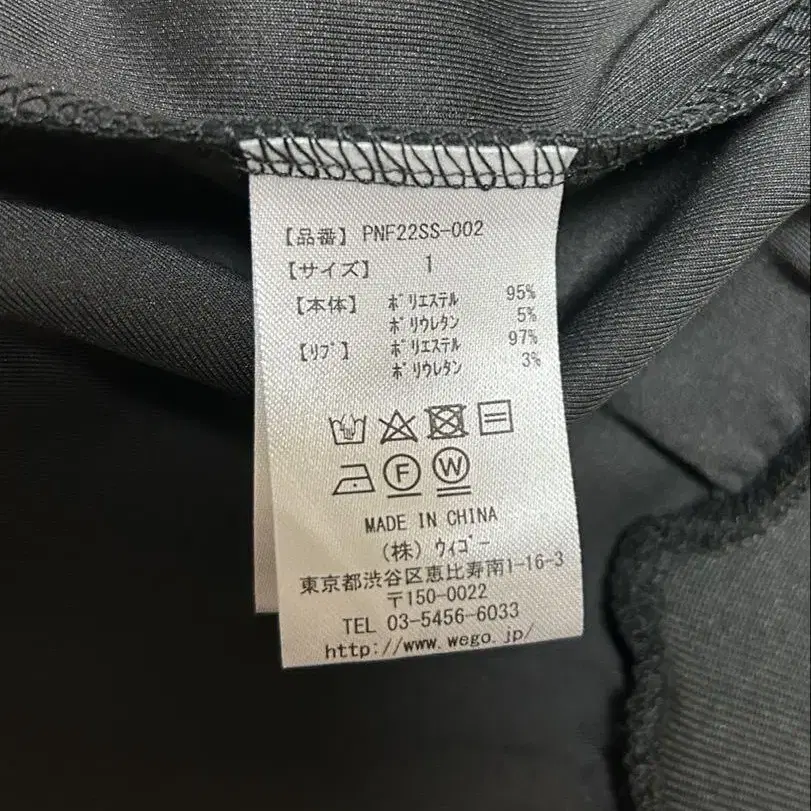 【品番】 PNF22SS-002
【サイズ】 1
【本体】 ﾎﾟﾘｴｽﾃﾙ 95%
ﾎﾟﾘｳﾚﾀﾝ 5%
【ﾘﾌﾞ】 ﾎﾟﾘｴｽﾃﾙ 97%
ﾎﾟﾘｳﾚﾀﾝ 3%
F W
MADE IN CHINA
(株) ｳｨｺﾞｰ
東京都渋谷区恵比寿南1-16-3
〒150-0022
TEL 03-5456-6033
http://www.wego.jp/